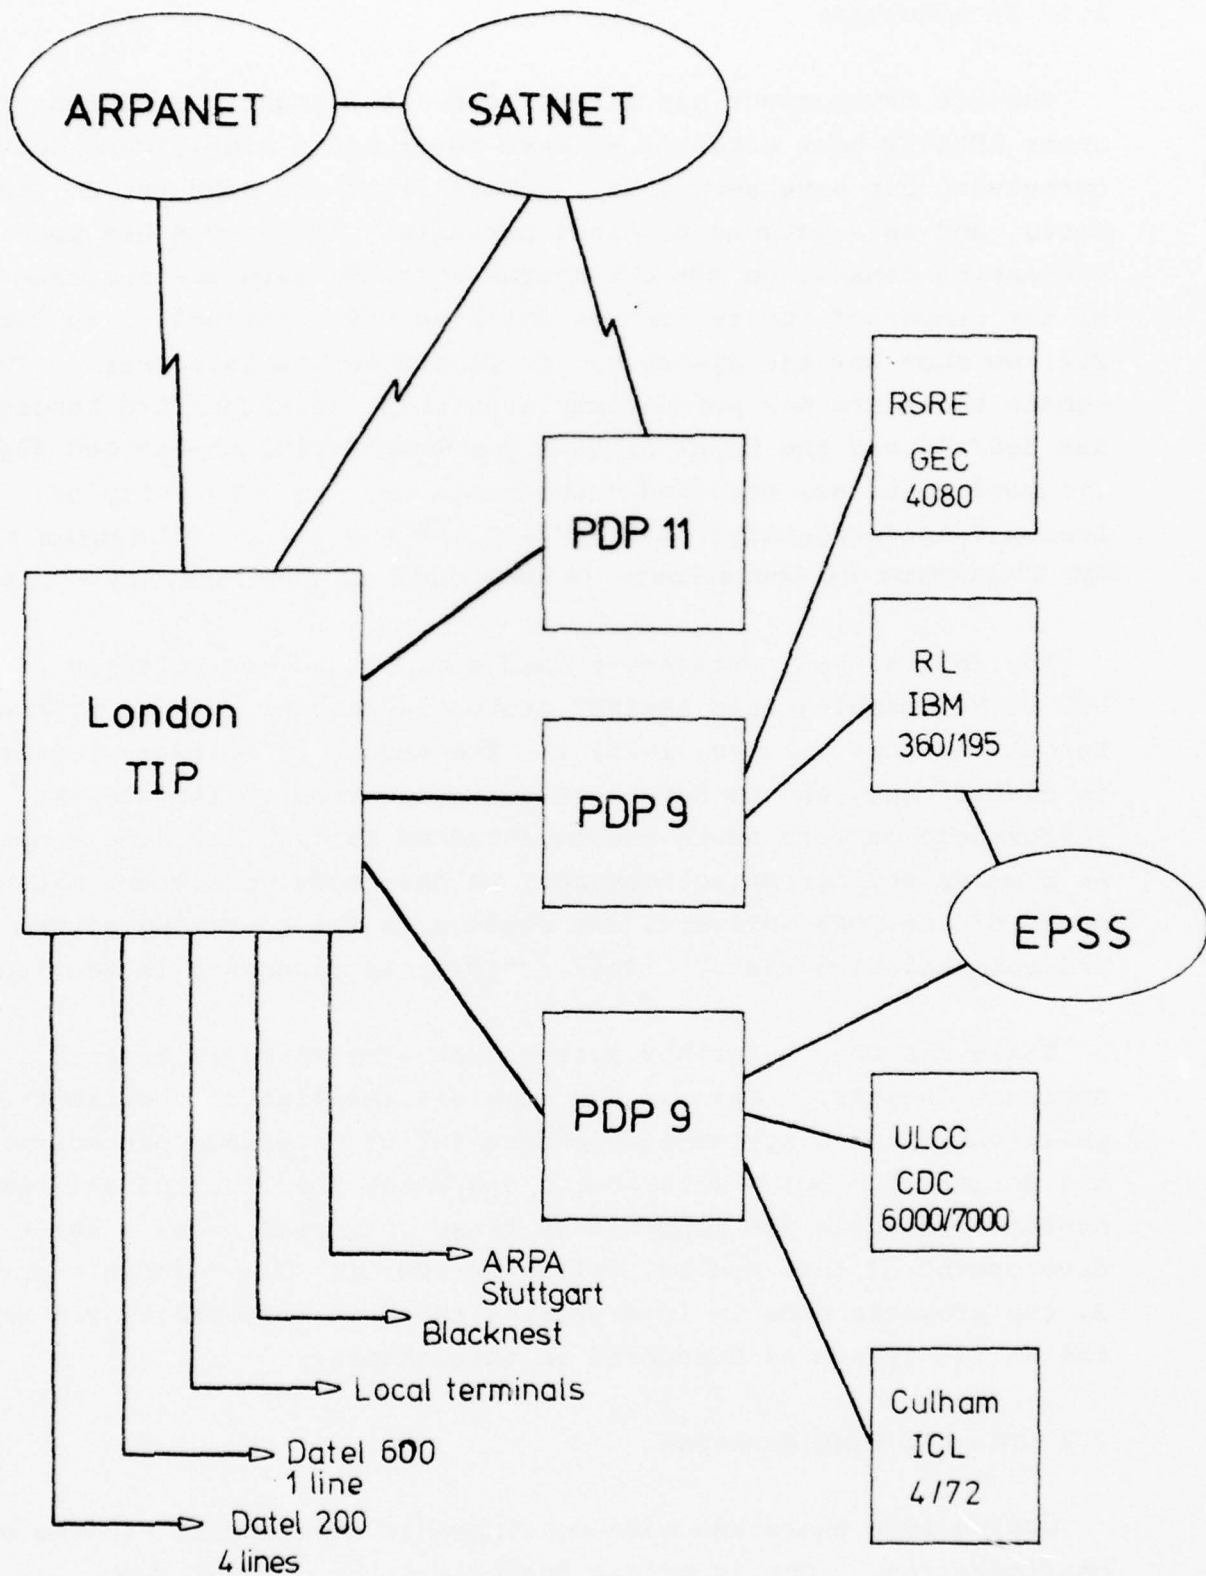 ARPANET
SATNET
RSRE
GEC
4080
PDP 11
RL
IBM
360/195
London
TIP
PDP 9
EPSS
PDP 9
ULCC
CDC
6000/7000
ARPA
Stuttgart
Blacknest
Local terminals
Culham
ICL
4/72
Datel 600
1 line
Datel 200
4 lines